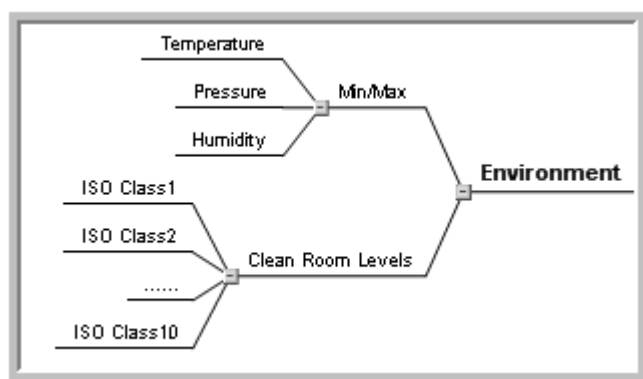 Temperature
Pressure
Min/Max
Humidity
Environment
ISO Class1
ISO Class2
Clean Room Levels
......
ISO Class10